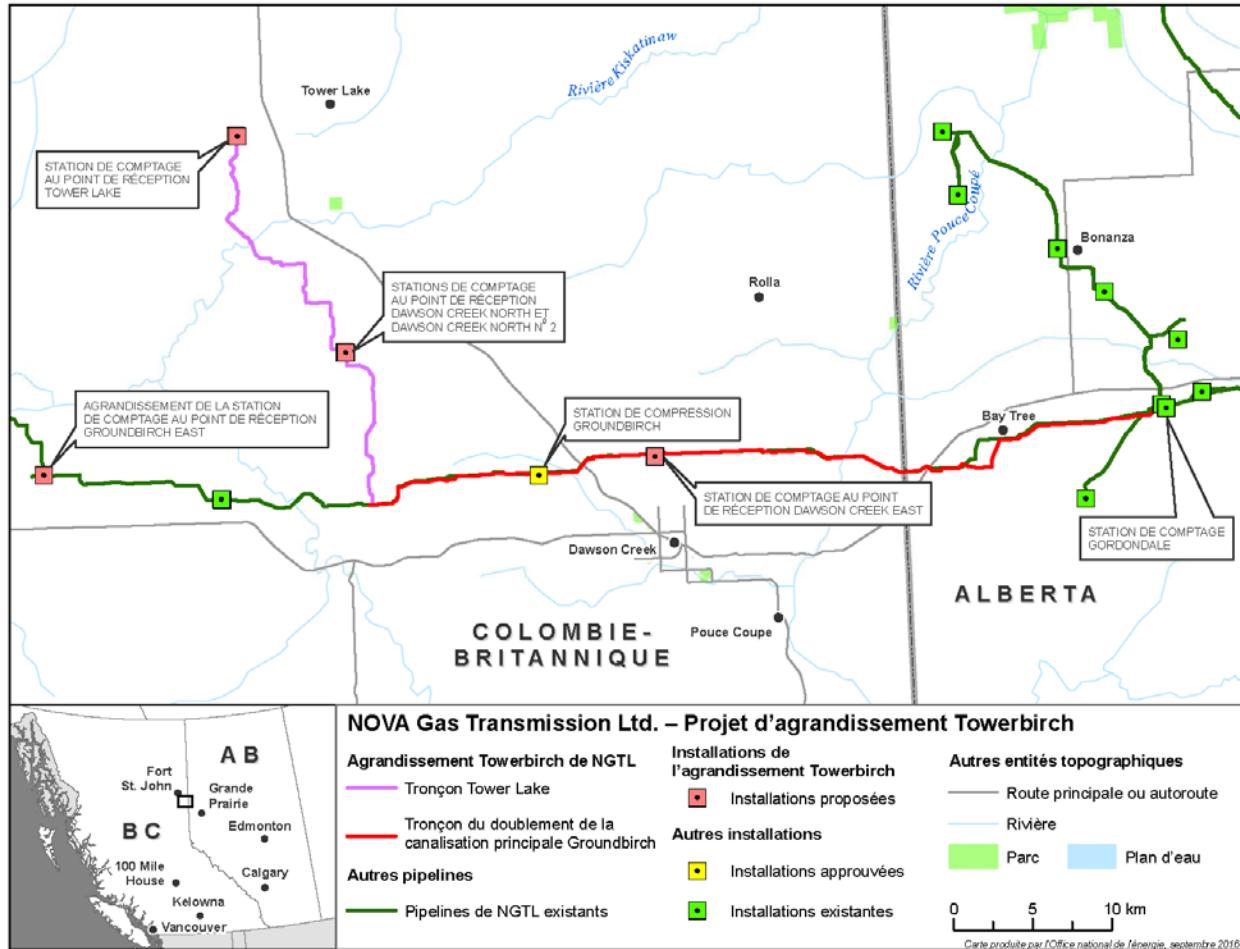 Tower Lake
Rivière Kiskatinaw
STATION DE COMPTAGE
AU POINT DE RÉCEPTION
TOWER LAKE
Rivière Pouce Coupé
Bonanza
Rolla
STATIONS DE COMPTAGE
AU POINT DE RÉCEPTION
DAWSON CREEK NORTH ET
DAWSON CREEK NORTH Nº 2
AGRANDISSEMENT DE LA STATION
DE COMPTAGE AU POINT DE RÉCEPTION
GROUNDBIRCH EAST
STATION DE COMPRESSION
GROUNDBIRCH
Bay Tree
STATION DE COMPTAGE AU POINT
DE RÉCEPTION DAWSON CREEK EAST
STATION DE COMPTAGE
GORDONDALE
Dawson Creek
ALBERTA
Pouce Coupe
COLOMBIE-
BRITANNIQUE
AB
Fort
St. John
Grande
Prairie
BC
Edmonton
100 Mile
House
Calgary
Kelowna
Vancouver
NOVA Gas Transmission Ltd. – Projet d'agrandissement Towerbirch
Agrandissement Towerbirch de NGTL
Tronçon Tower Lake
Tronçon du doublement de la
canalisation principale Groundbirch
Autres pipelines
Pipelines de NGTL existants
Installations de
l'agrandissement Towerbirch
Installations proposées
Autres installations
Installations approuvées
Installations existantes
Autres entités topographiques
Route principale ou autoroute
Rivière
Parc
Plan d'eau
0 5 10 km
Carte produite par l'Office national de l'énergie, septembre 2016